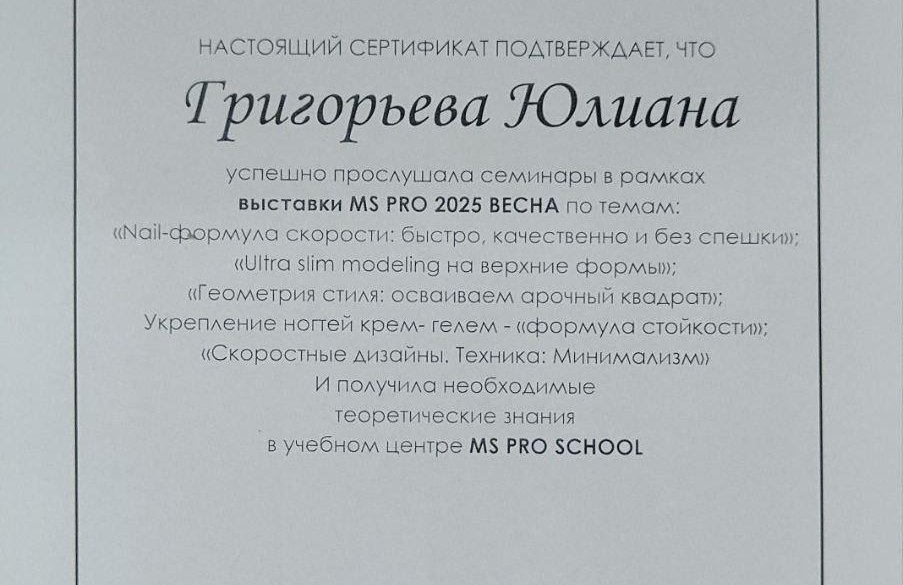 НАСТОЯЩИЙ СЕРТИФИКАТ ПОДТВЕРЖДАЕТ, ЧТО
Григорьева Юлиана
успешно прослушала семинары в рамках
выставки MS PRO 2025 ВЕСНА по темам:
«Nail-формула скорости: быстро, качественно и без спешки»;
«Ultra slim modeling на верхние формы»;
«Геометрия стиля: осваиваем арочный квадрат»;
Укрепление ногтей крем- гелем - «формула стойкости»;
«Скоростные дизайны. Техника: Минимализм»
И получила необходимые
теоретические знания
в учебном центре MS PRO SCHOOL